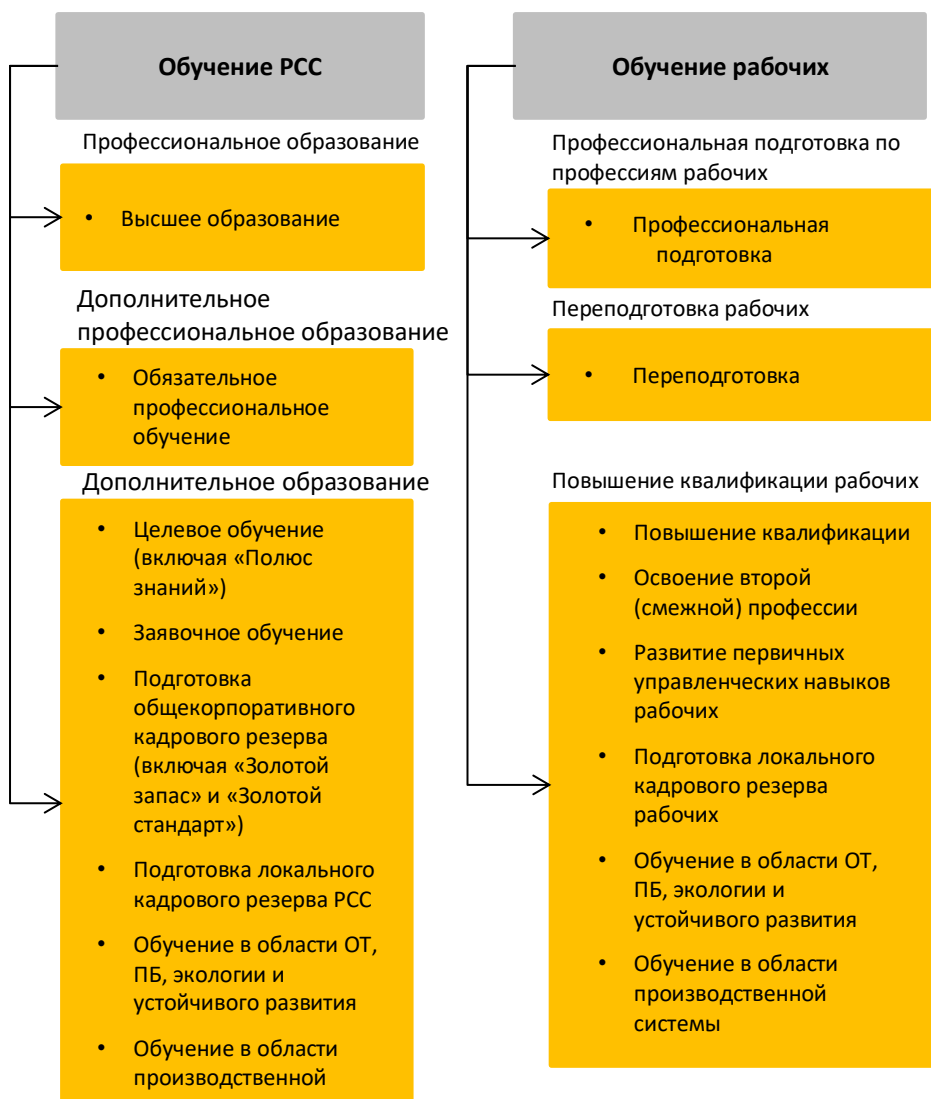 Обучение РСС
Профессиональное образование
• Высшее образование
Дополнительное
профессиональное образование
• Обязательное
профессиональное
обучение
Дополнительное образование
• Целевое обучение
(включая «Полюс
знаний»)
• Заявочное обучение
• Подготовка
общекорпоративного
кадрового резерва
(включая «Золотой
запас» и «Золотой
стандарт»)
• Подготовка локального
кадрового резерва РСС
• Обучение в области ОТ,
ПБ, экологии и
устойчивого развития
• Обучение в области
производственной
Обучение рабочих
Профессиональная подготовка по
профессиям рабочих
• Профессиональная
подготовка
Переподготовка рабочих
• Переподготовка
Повышение квалификации рабочих
• Повышение квалификации
• Освоение второй
(смежной) профессии
• Развитие первичных
управленческих навыков
рабочих
• Подготовка локального
кадрового резерва
рабочих
• Обучение в области ОТ,
ПБ, экологии и
устойчивого развития
• Обучение в области
производственной
системы